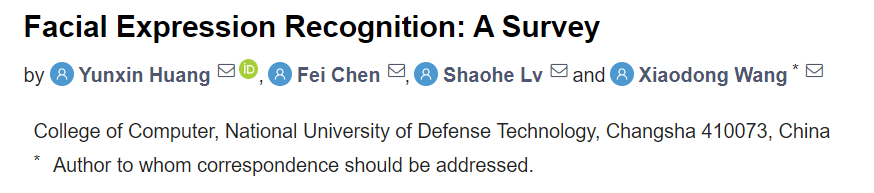 Facial Expression Recognition: A Survey
by Yunxin Huang iD, Fei Chen, Shaohe Lv and Xiaodong Wang *
College of Computer, National University of Defense Technology, Changsha 410073, China
* Author to whom correspondence should be addressed.